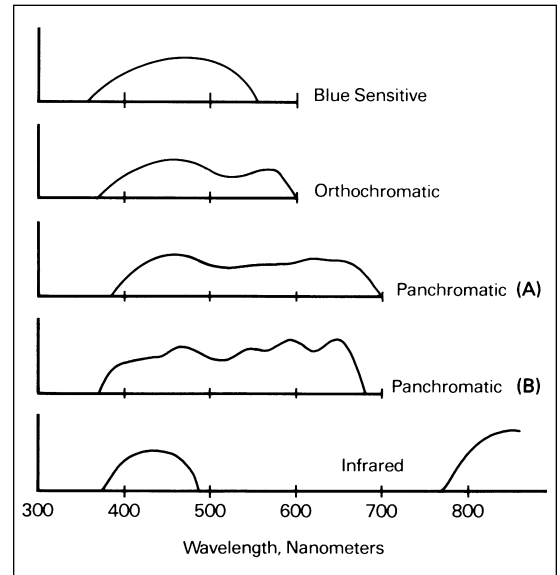 Blue Sensitive
Orthochromatic
Panchromatic (A)
Panchromatic (B)
Infrared
300 400 500 600 700 800
Wavelength, Nanometers